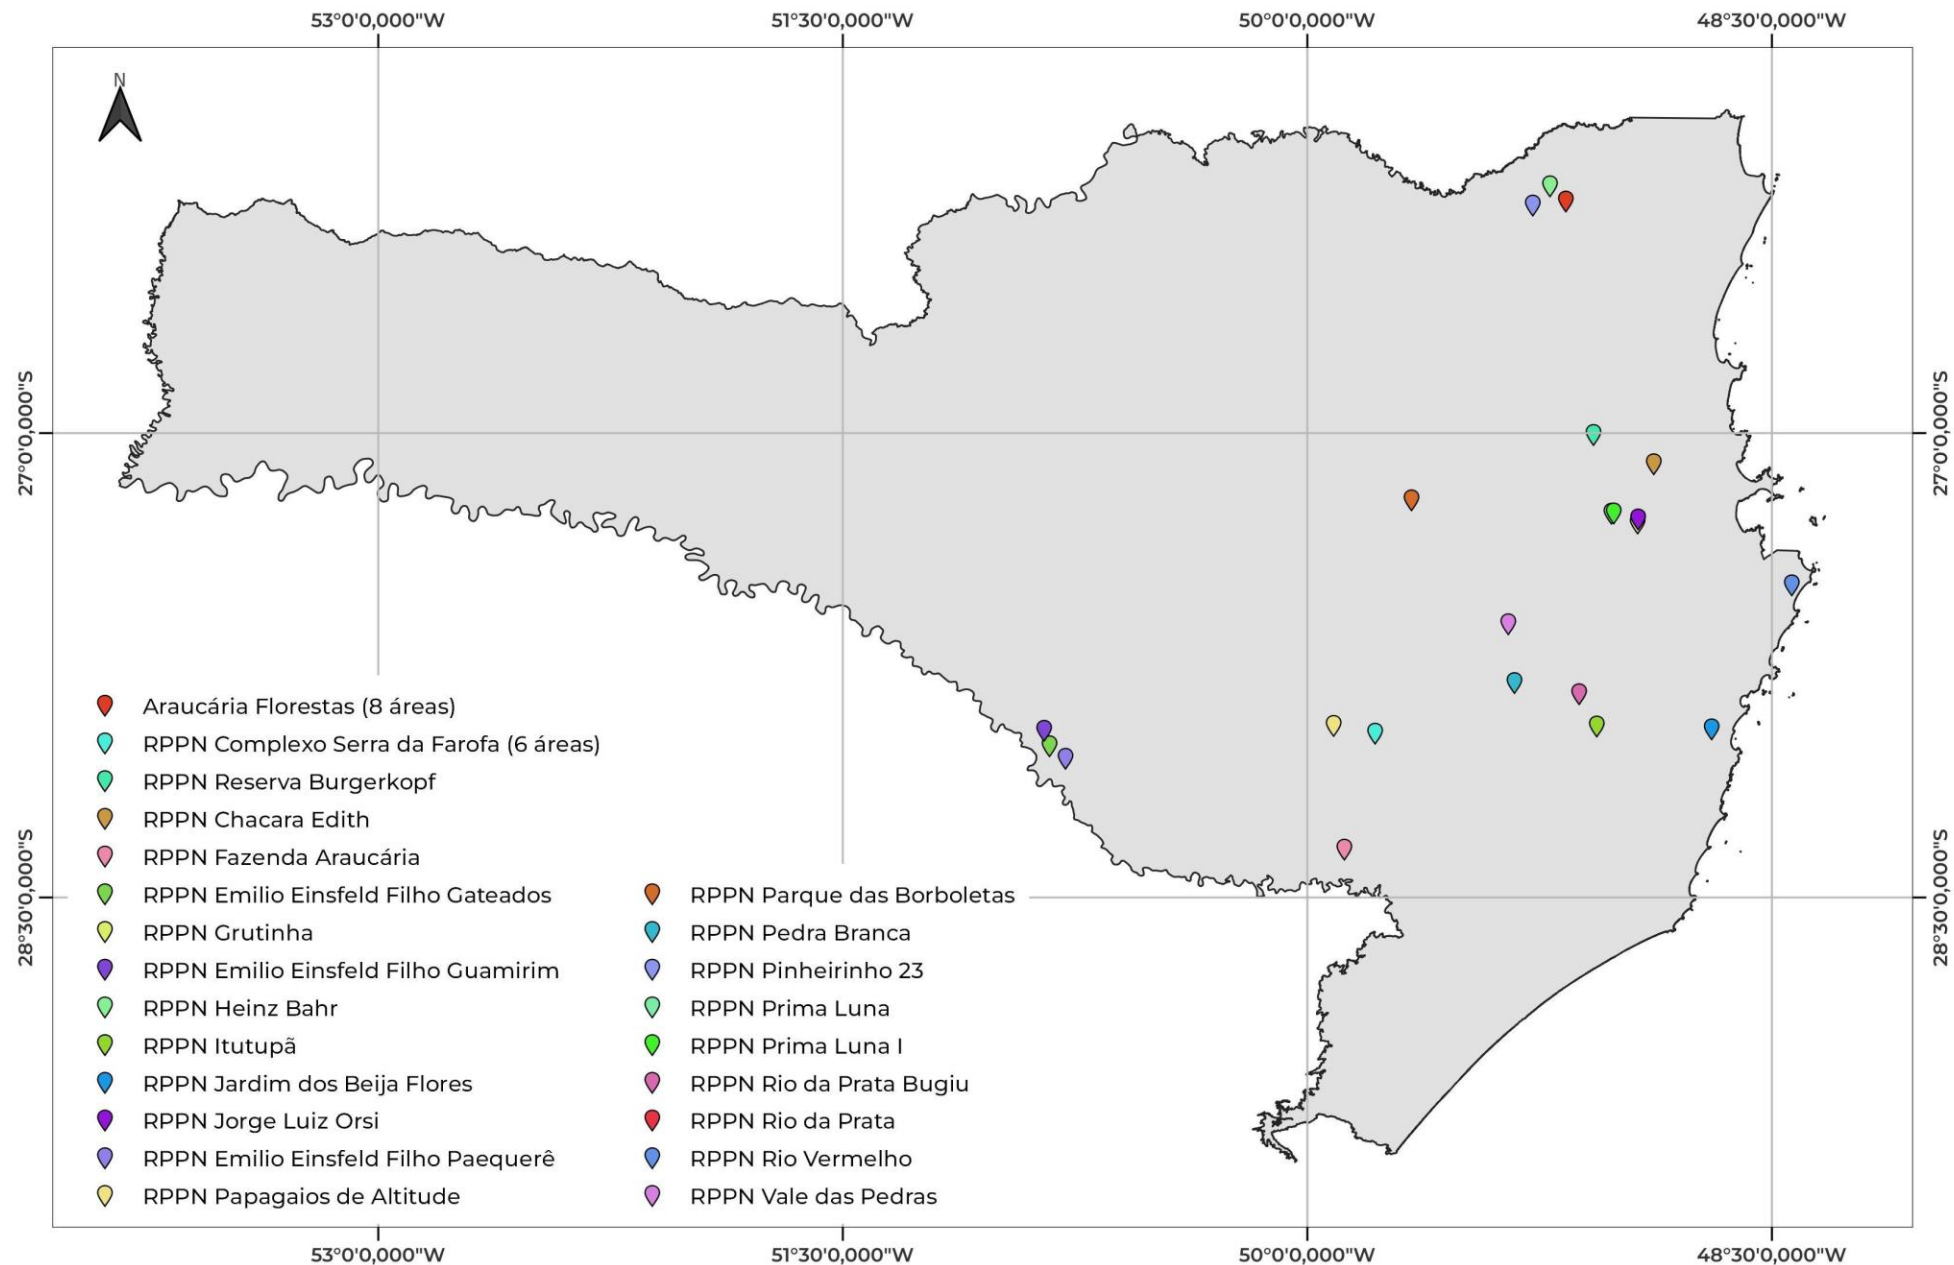 53°0'0,000"W
51°30'0,000"W
50°0'0,000"W
48°30'0,000"W
N
27°0'0,000"S
27°0'0,000"S
28°30'0,000"S
28°30'0,000"S
Araucária Florestas (8 áreas)
RPPN Complexo Serra da Farofa (6 áreas)
RPPN Reserva Burgerkopf
RPPN Chacara Edith
RPPN Fazenda Araucária
RPPN Emilio Einsfeld Filho Gateados
RPPN Grutinha
RPPN Emilio Einsfeld Filho Guamirim
RPPN Heinz Bahr
RPPN Itutupã
RPPN Jardim dos Beija Flores
RPPN Jorge Luiz Orsi
RPPN Emilio Einsfeld Filho Paequerê
RPPN Papagaios de Altitude
RPPN Parque das Borboletas
RPPN Pedra Branca
RPPN Pinheirinho 23
RPPN Prima Luna
RPPN Prima Luna I
RPPN Rio da Prata Bugiu
RPPN Rio da Prata
RPPN Rio Vermelho
RPPN Vale das Pedras
53°0'0,000"W
51°30'0,000"W
50°0'0,000"W
48°30'0,000"W